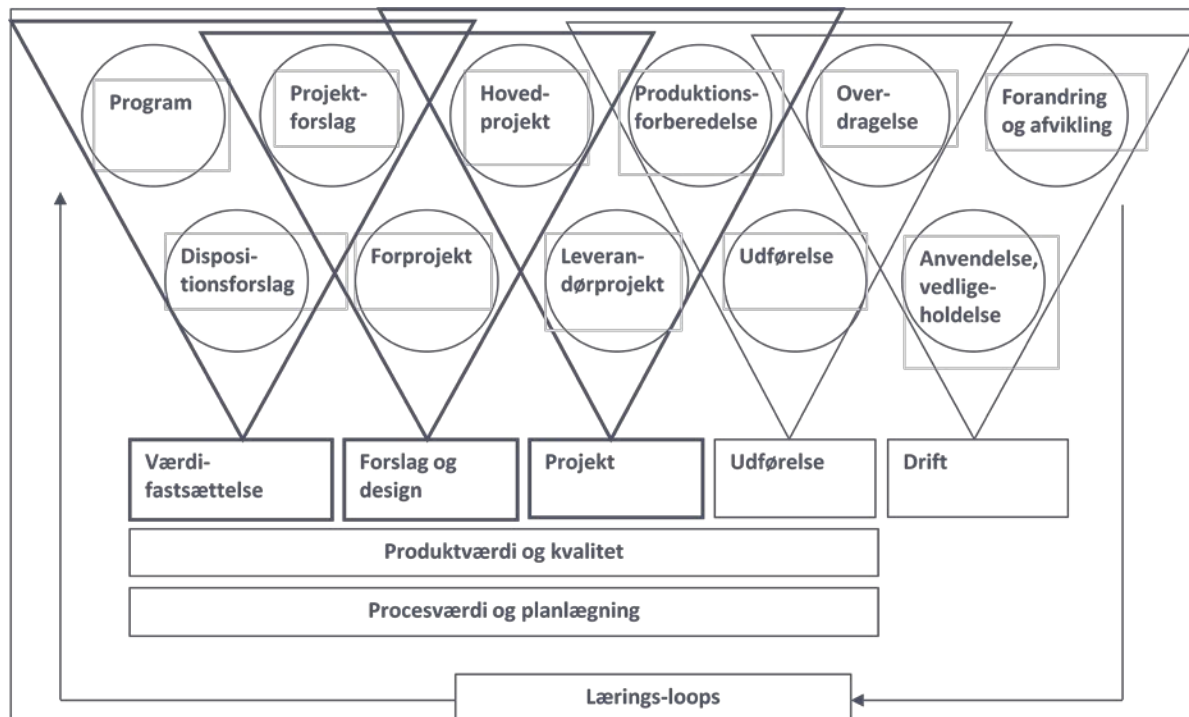 Program
Projekt-
forslag
Hoved-
projekt
Produktions-
forberedelse
Over-
dragelse
Forandring
og afvikling
Disposi-
tionsforslag
Forprojekt
Leveran-
dørprojekt
Udførelse
Anvendelse,
vedlige-
holdelse
Værdi-
fastsættelse
Forslag og
design
Projekt
Udførelse
Drift
Produktværdi og kvalitet
Procesværdi og planlægning
Lærings-loops